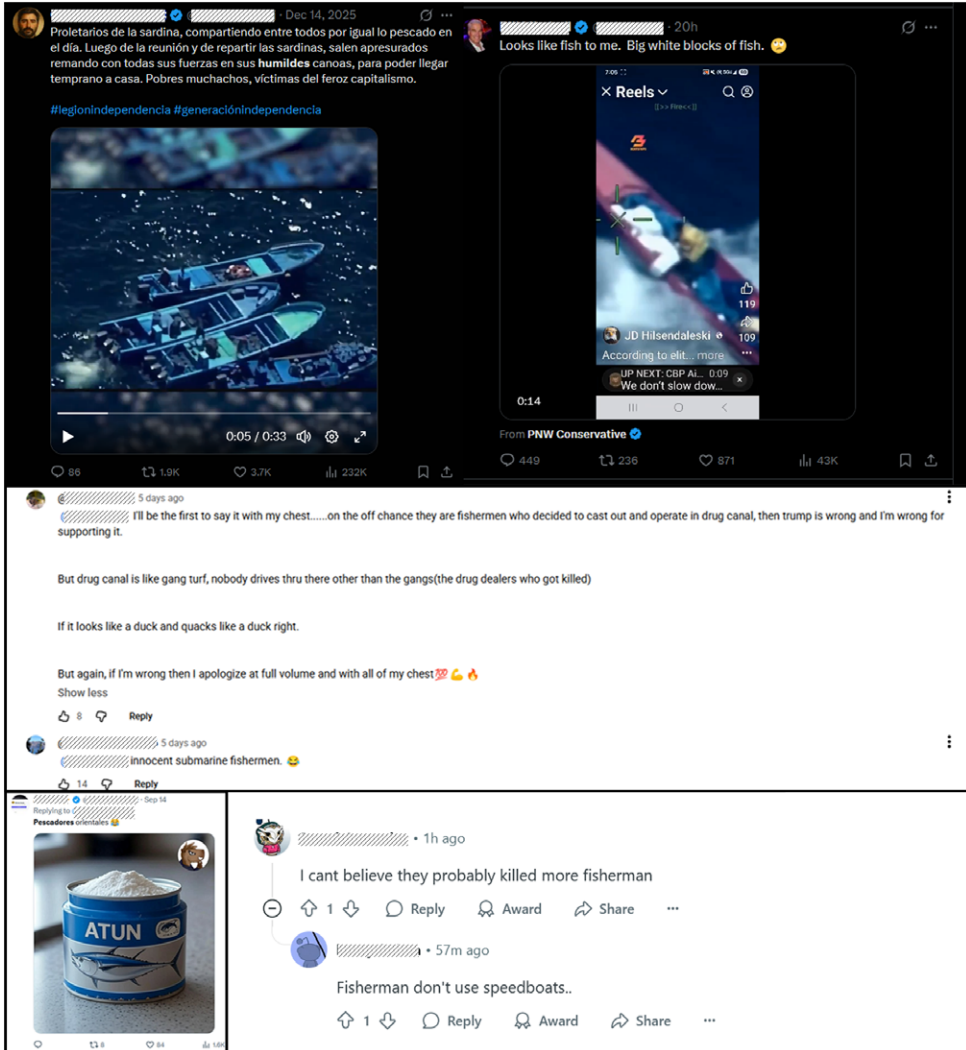 · Dec 14, 2025
Proletarios de la sardina, compartiendo entre todos por igual lo pescado en
el día. Luego de la reunión y de repartir las sardinas, salen apresurados
remando con todas sus fuerzas en sus humildes canoas, para poder llegar
temprano a casa. Pobres muchachos, víctimas del feroz capitalismo.
#legionindependencia #generaciónindependencia
0:05 / 0:33
86
1.9K
3.7K
232K
· 20h
Looks like fish to me. Big white blocks of fish. 🙄
7:05
Reels
[[>> Fire<<]]
119
109
JD Hilsendaleski
According to elit... more
UP NEXT: CBP Ai... 0:09
We don't slow dow...
0:14
From PNW Conservative
449
236
871
43K
@
5 days ago
I'll be the first to say it with my chest......on the off chance they are fishermen who decided to cast out and operate in drug canal, then trump is wrong and I'm wrong for
supporting it.
But drug canal is like gang turf, nobody drives thru there other than the gangs(the drug dealers who got killed)
If it looks like a duck and quacks like a duck right.
But again, if I'm wrong then I apologize at full volume and with all of my chest💯💪🔥
Show less
8
Reply
5 days ago
innocent submarine fishermen. 😂
14
Reply
· Sep 14
Replying to
Pescadores orientales 😂
ATUN
8
84
1.6K
• 1h ago
I cant believe they probably killed more fisherman
1
Reply
Award
Share
• 57m ago
Fisherman don't use speedboats..
1
Reply
Award
Share